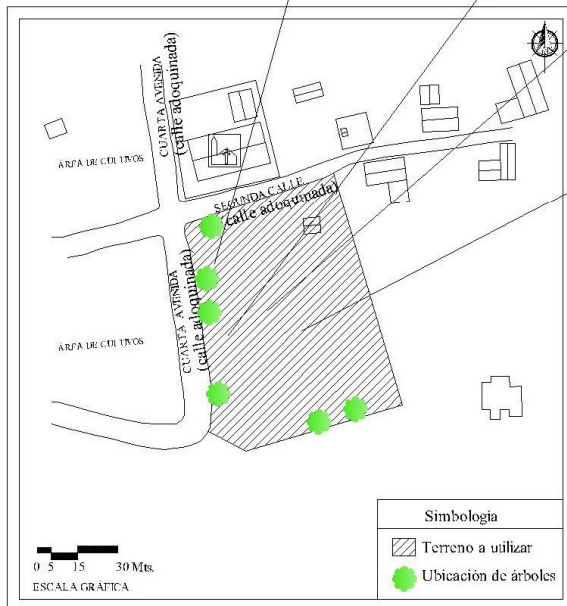 CUARTA AVENIDA
(calle adoquinada)
ÁREA DE CULTIVOS
SEGUNDA CALLE
(calle adoquinada)
CUARTA AVENIDA
(calle adoquinada)
ÁREA DE CULTIVOS
Simbologia
Terreno a utilizar
Ubicación de árboles
0 5 15 30 Mts.
ESCALA GRÁFICA